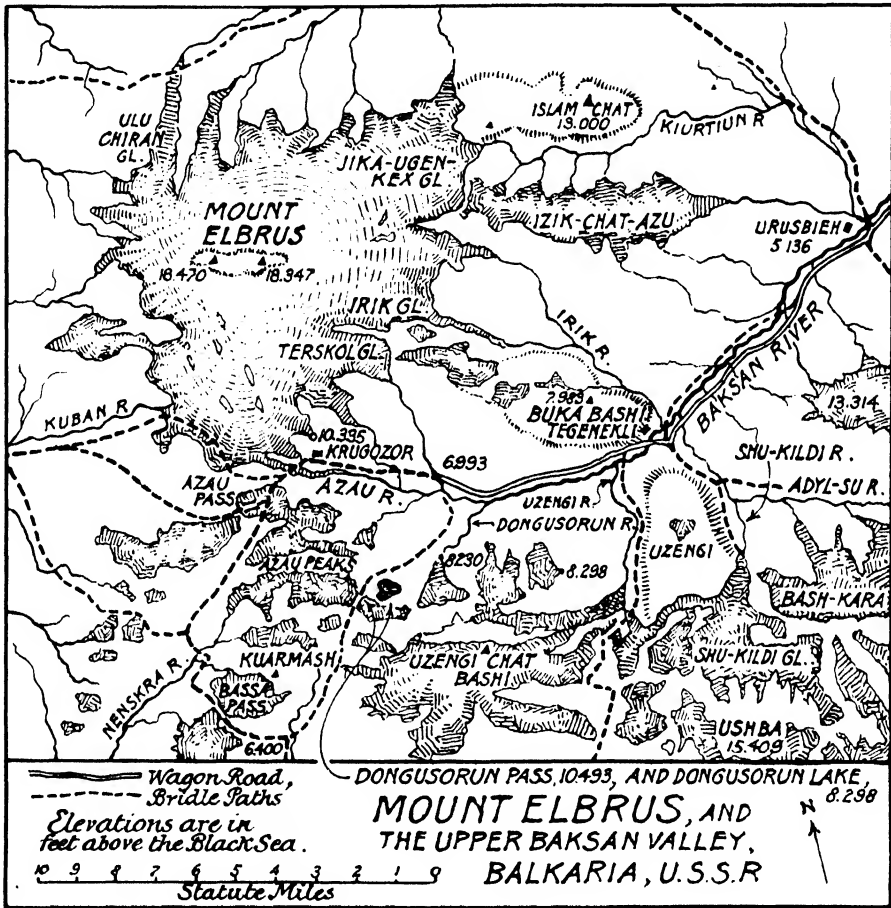 ULU
CHIRAN
GL.
ISLAM CHAT
13.000
KIURTIUN R
JIKA-UGEN-
KEX GL
MOUNT
ELBRUS
18.470
18.347
IZIK-CHAT-AZU
URUSBIEH
5136
IRIK GL
IRIK R.
TERSKOL GL.
BAKSAN RIVER
KUBAN R
7.983
BUKA BASHI
TEGENEKLI
13.314
10.395
KRUGOZOR
6.993
SHU-KILDI R.
AZAU
PASS
AZAU R.
UZENGI R.
ADYL-SU R.
DONGUSORUN R.
UZENGI
AZAU PEAKS
8230
8.298
BASH-KARA
NENSKRA R.
KUARMASH
BASSA
PASS
UZENGI CHAT
BASHI
SHU-KILDI GL.
6.400
USHBA
15.409
Wagon Road,
Bridle Paths
Elevations are in
feet above the Black Sea.
10 9 8 7 6 5 4 3 2 1 0
Statute Miles
DONGUSORUN PASS, 10.493, AND DONGUSORUN LAKE,
8.298
MOUNT ELBRUS, AND
THE UPPER BAKSAN VALLEY,
BALKARIA, U.S.S.R
N